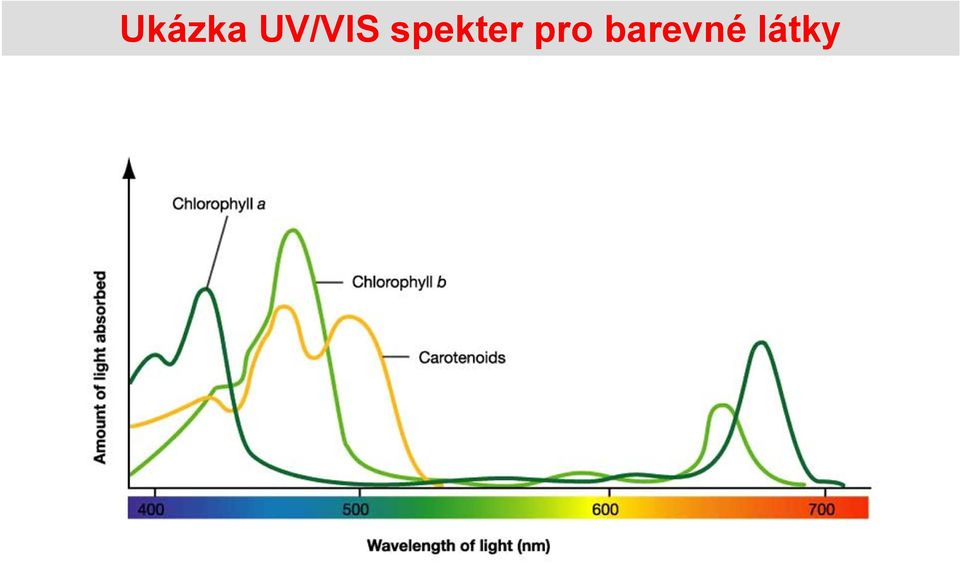 Ukázka UV/VIS spekter pro barevné látky
Chlorophyll a
Chlorophyll b
Carotenoids
Amount of light absorbed
400 500 600 700
Wavelength of light (nm)